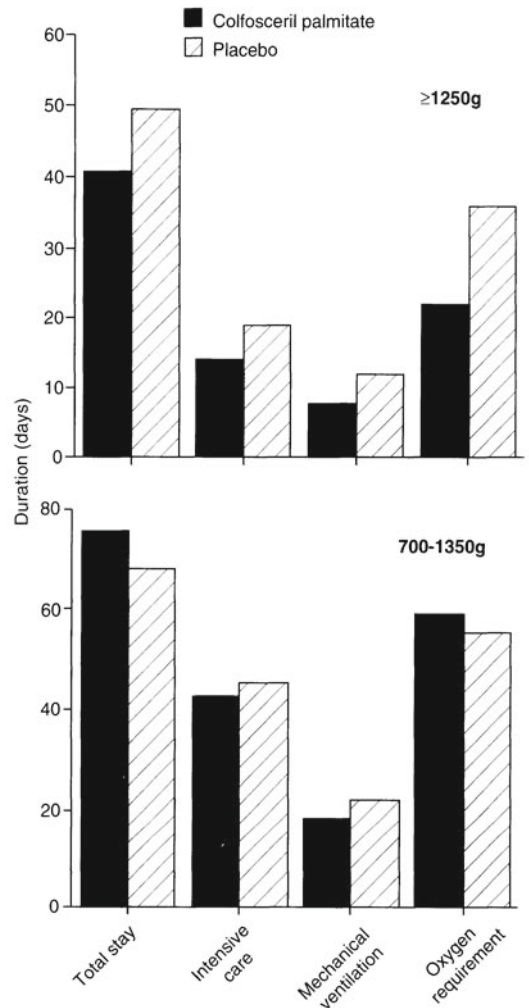 Colfosceril palmitate
Placebo
60
50
40
30
20
10
0
≥1250g
Duration (days)
80
60
40
20
0
700-1350g
Total stay
Intensive
care
Mechanical
ventilation
Oxygen
requirement